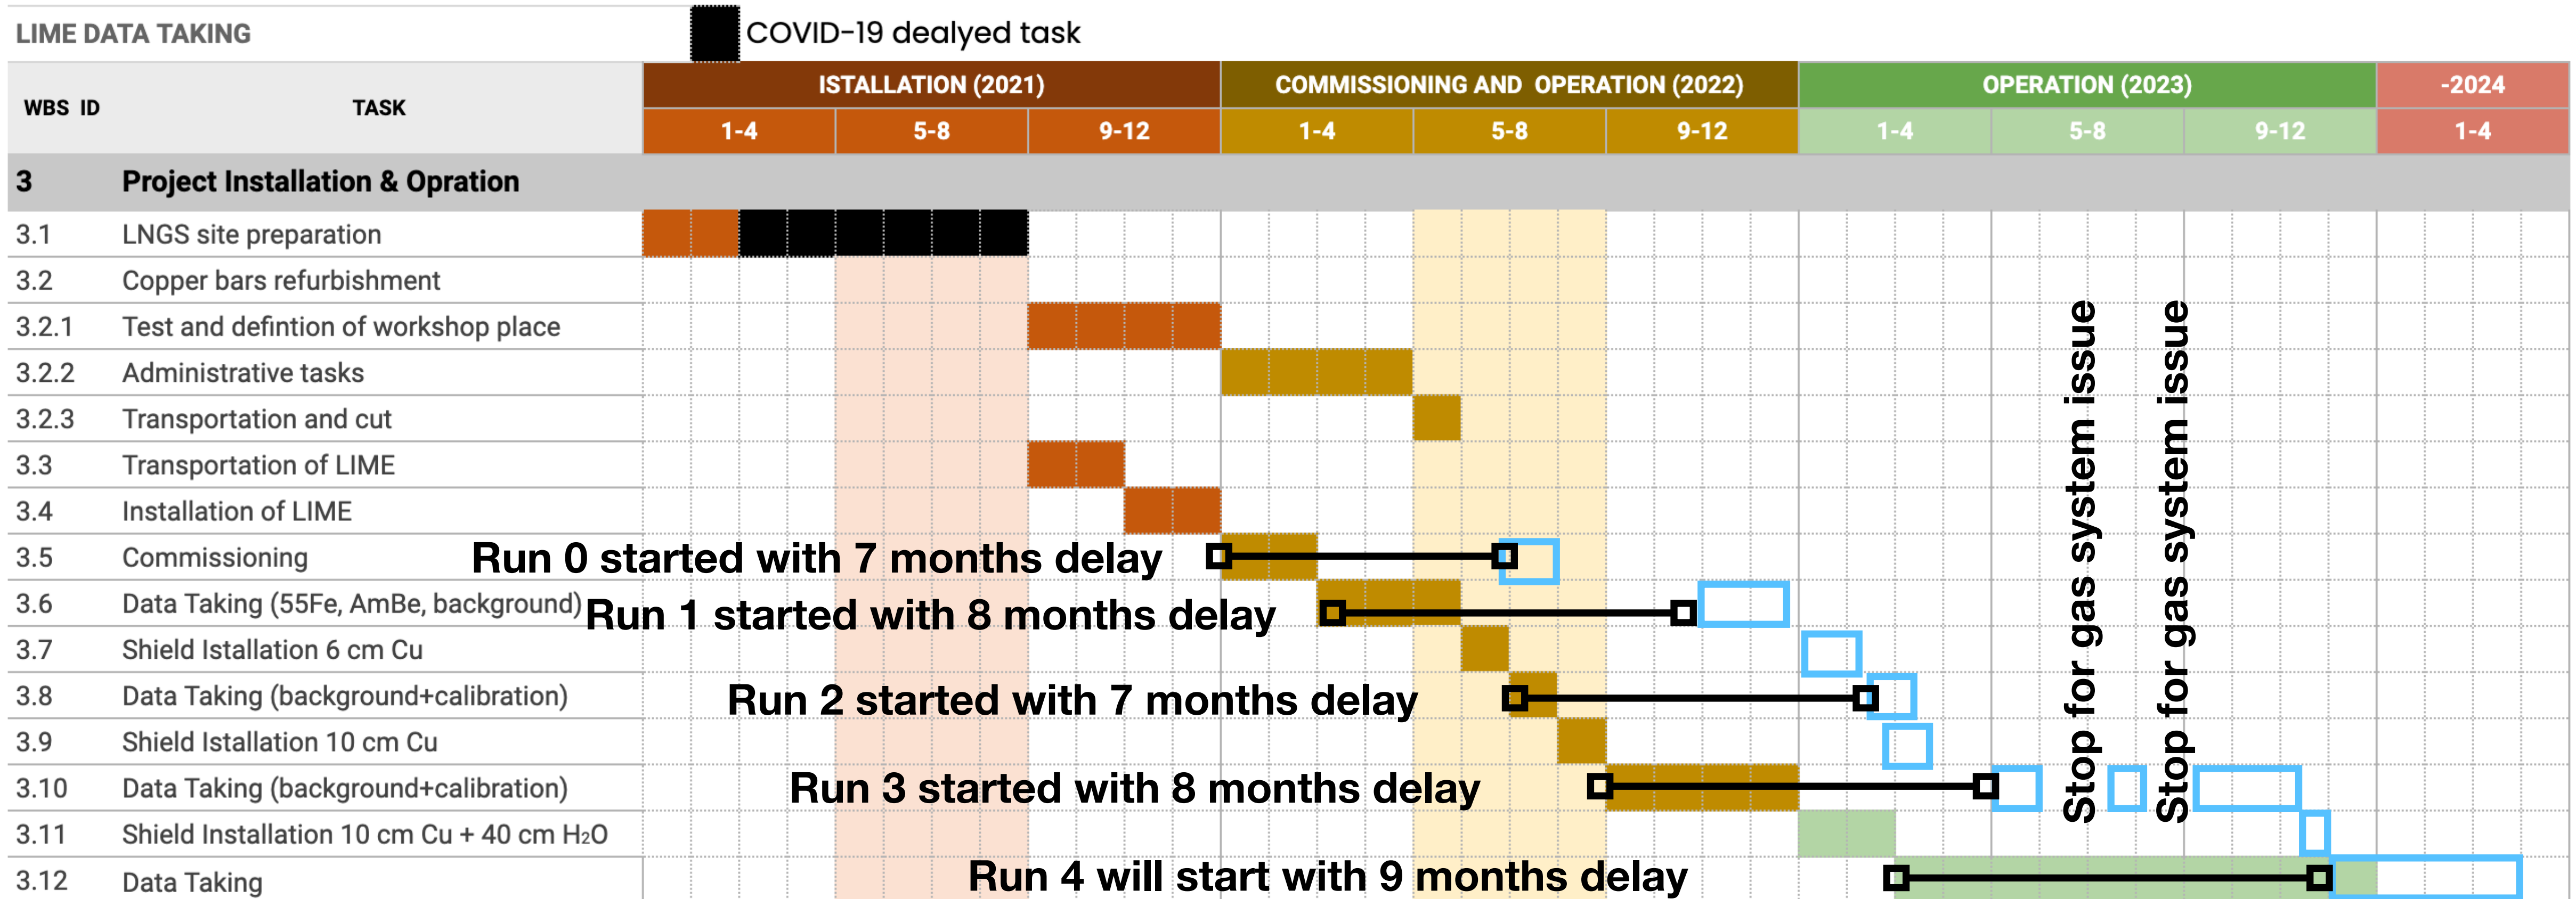 LIME DATA TAKING COVID-19 dealyed task
WBS ID TASK ISTALLATION (2021) COMMISSIONING AND OPERATION (2022) OPERATION (2023) -2024
1-4 5-8 9-12 1-4 5-8 9-12 1-4 5-8 9-12 1-4
3 Project Installation & Opration
3.1 LNGS site preparation
3.2 Copper bars refurbishment
3.2.1 Test and defintion of workshop place
3.2.2 Administrative tasks
3.2.3 Transportation and cut
3.3 Transportation of LIME
3.4 Installation of LIME
3.5 Commissioning Run 0 started with 7 months delay
3.6 Data Taking (55Fe, AmBe, background) Run 1 started with 8 months delay
3.7 Shield Istallation 6 cm Cu
3.8 Data Taking (background+calibration) Run 2 started with 7 months delay
3.9 Shield Istallation 10 cm Cu
3.10 Data Taking (background+calibration) Run 3 started with 8 months delay
3.11 Shield Installation 10 cm Cu + 40 cm H₂O
3.12 Data Taking Run 4 will start with 9 months delay
Stop for gas system issue
Stop for gas system issue